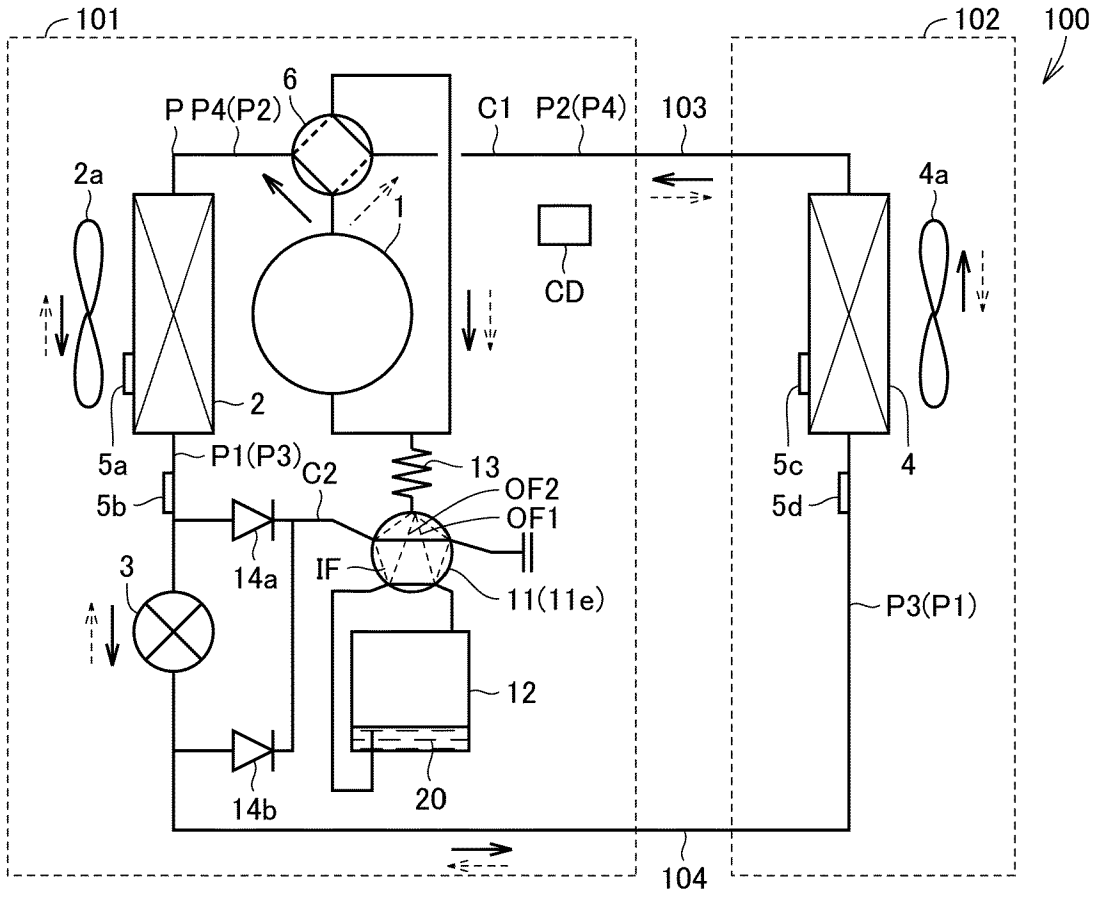 101
102
100
6
P P4(P2)
C1
P2(P4)
103
2a
4a
1
CD
2
P1(P3)
13
5a
5c
4
C2
OF2
5b
5d
OF1
3
14a
IF
11(11e)
P3(P1)
12
14b
20
104